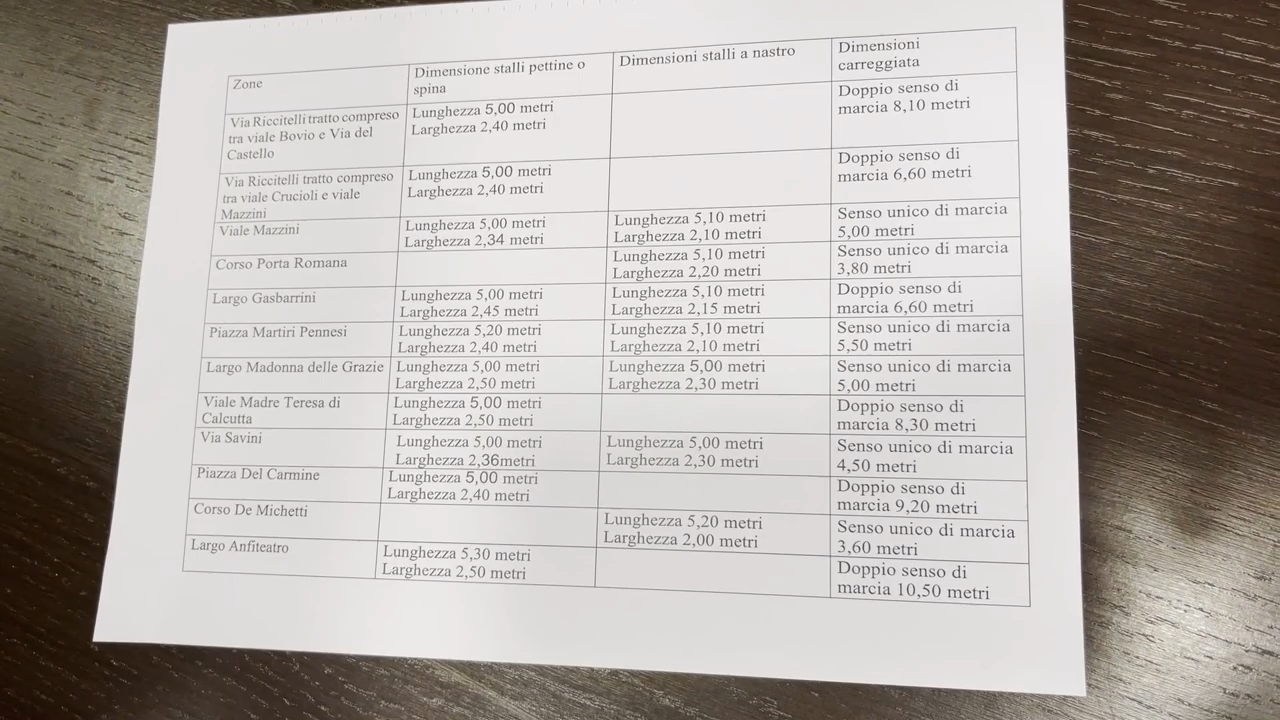 Zone
Dimensione stalli pettine o
spina
Dimensioni stalli a nastro
Dimensioni
carreggiata
Via Riccitelli tratto compreso
tra viale Bovio e Via del
Castello
Lunghezza 5,00 metri
Larghezza 2,40 metri
Doppio senso di
marcia 8,10 metri
Via Riccitelli tratto compreso
tra viale Crucioli e viale
Mazzini
Lunghezza 5,00 metri
Larghezza 2,40 metri
Doppio senso di
marcia 6,60 metri
Viale Mazzini
Lunghezza 5,00 metri
Larghezza 2,34 metri
Lunghezza 5,10 metri
Larghezza 2,10 metri
Senso unico di marcia
5,00 metri
Corso Porta Romana
Lunghezza 5,10 metri
Larghezza 2,20 metri
Senso unico di marcia
3,80 metri
Largo Gasbarrini
Lunghezza 5,00 metri
Larghezza 2,45 metri
Lunghezza 5,10 metri
Larghezza 2,15 metri
Doppio senso di
marcia 6,60 metri
Piazza Martiri Pennesi
Lunghezza 5,20 metri
Larghezza 2,40 metri
Lunghezza 5,10 metri
Larghezza 2,10 metri
Senso unico di marcia
5,50 metri
Largo Madonna delle Grazie
Lunghezza 5,00 metri
Larghezza 2,50 metri
Lunghezza 5,00 metri
Larghezza 2,30 metri
Senso unico di marcia
5,00 metri
Viale Madre Teresa di
Calcutta
Lunghezza 5,00 metri
Larghezza 2,50 metri
Doppio senso di
marcia 8,30 metri
Via Savini
Lunghezza 5,00 metri
Larghezza 2,36metri
Lunghezza 5,00 metri
Larghezza 2,30 metri
Senso unico di marcia
4,50 metri
Piazza Del Carmine
Lunghezza 5,00 metri
Larghezza 2,40 metri
Doppio senso di
marcia 9,20 metri
Corso De Michetti
Lunghezza 5,20 metri
Larghezza 2,00 metri
Senso unico di marcia
3,60 metri
Largo Anfiteatro
Lunghezza 5,30 metri
Larghezza 2,50 metri
Doppio senso di
marcia 10,50 metri